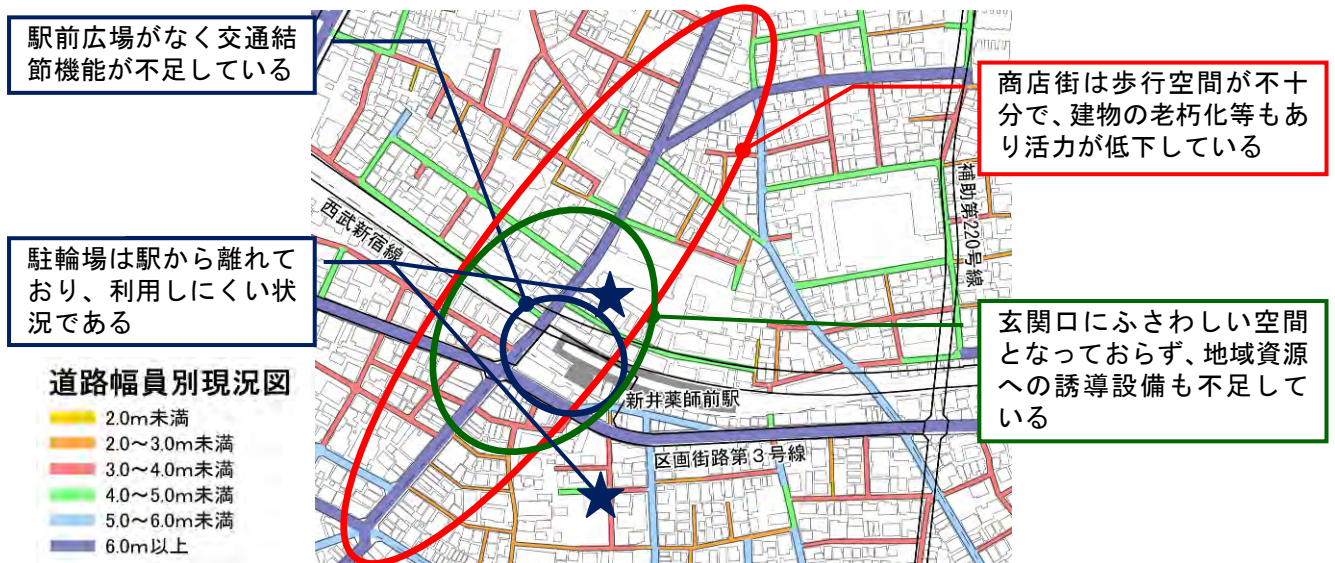 駅前広場がなく交通結
節機能が不足している
商店街は歩行空間が不十
分で、建物の老朽化等もあ
り活力が低下している
補助第220号線
西武新宿線
駐輪場は駅から離れて
おり、利用しにくい状
況である
玄関口にふさわしい空間
となっておらず、地域資源
への誘導設備も不足して
いる
新井薬師前駅
区画街路第3号線
道路幅員別現況図
2.0m未満
2.0～3.0m未満
3.0～4.0m未満
4.0～5.0m未満
5.0～6.0m未満
6.0m以上